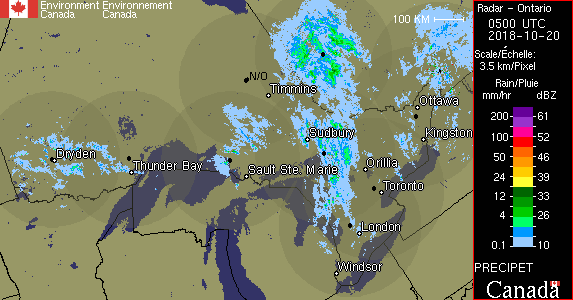 Environment Environnement
Canada Canada
100 KM
N/O
Timmins
Ottawa
Sudbury
Kingston
Dryden
Thunder Bay
Sault Ste. Marie
Orillia
Toronto
London
Windsor
Radar - Ontario
0500 UTC
2018-10-20
Scale/Échelle:
3.5 km/Pixel
Rain/Pluie
mm/hr dBZ
200 61
100 52
50 46
24 39
12 33
4 26
0.1 10
PRECIPET
Canada